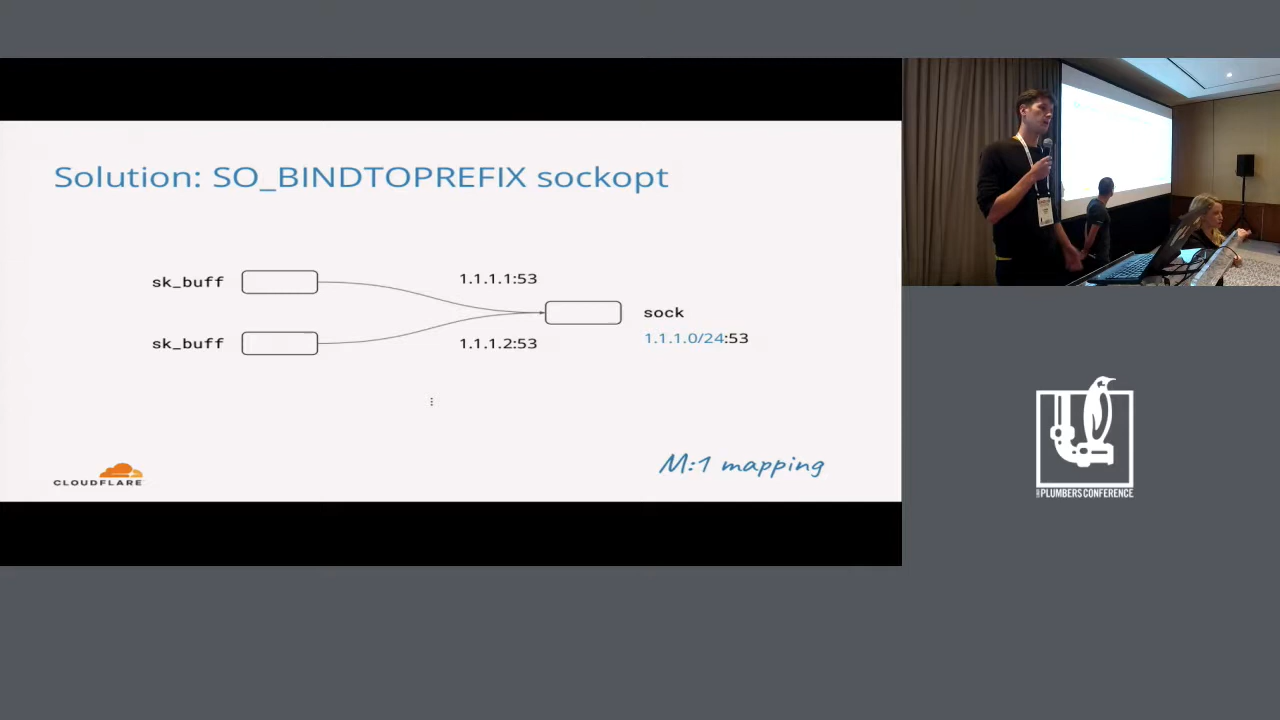 Solution: SO_BINDTOPREFIX sockopt
sk_buff
1.1.1.1:53
sock
1.1.1.0/24:53
sk_buff
1.1.1.2:53
M:1 mapping
CLOUDFLARE
PLUMBERS CONFERENCE